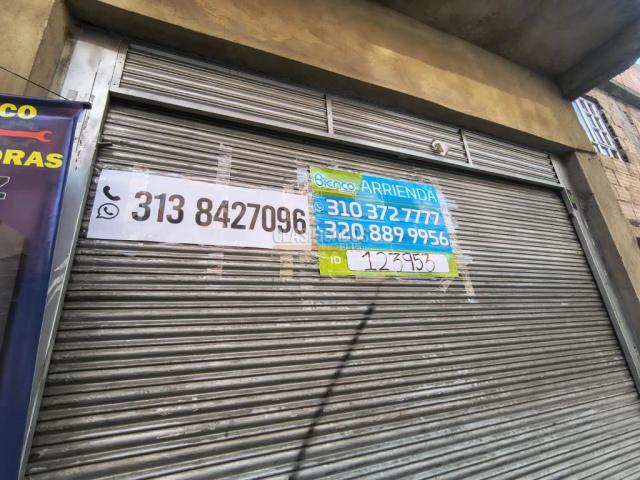 CO
ORAS
313 8427096
Bienco ARRIENDA
310 372 7777
320 889 9956
ID 123953